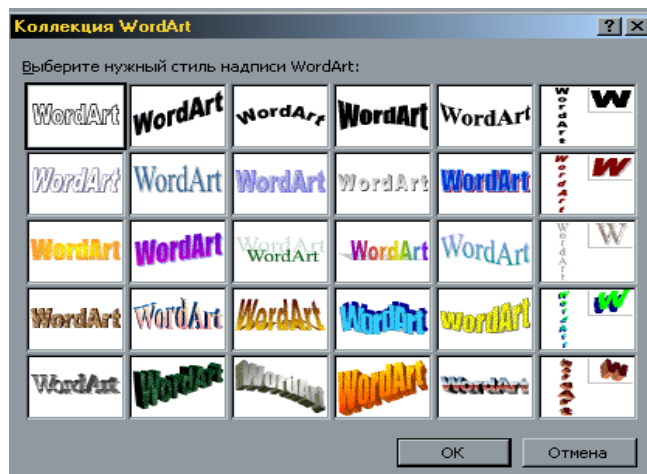 Коллекция WordArt
? ×
Выберите нужный стиль надписи WordArt:
WordArt WordArt WordArt WordArt WordArt WordArt W
WordArt WordArt WordArt WordArt WordArt WordArt W
WordArt WordArt WordArt WordArt WordArt WordArt WordArt W
WordArt WordArt WordArt WordArt WordArt WordArt W
WordArt WordArt WordArt WordArt WordArt WordArt W
ОК Отмена